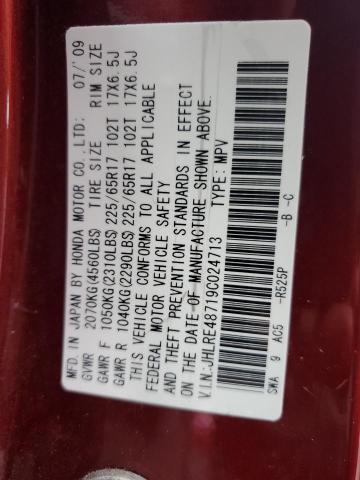 MFD. IN JAPAN BY HONDA MOTOR CO., LTD: 07/'09
GVWR 2070KG(4560LBS) TIRE SIZE RIM SIZE
GAWR F 1050KG(2310LBS) 225/65R17 102T 17X6.5J
GAWR R 1040KG(2290LBS) 225/65R17 102T 17X6.5J
THIS VEHICLE CONFORMS TO ALL APPLICABLE
FEDERAL MOTOR VEHICLE SAFETY
AND THEFT PREVENTION STANDARDS IN EFFECT
ON THE DATE OF MANUFACTURE SHOWN ABOVE.
V.I.N:JHLRE48719C024713 TYPE: MPV
SWA 9 AC5 -R525P -B -C